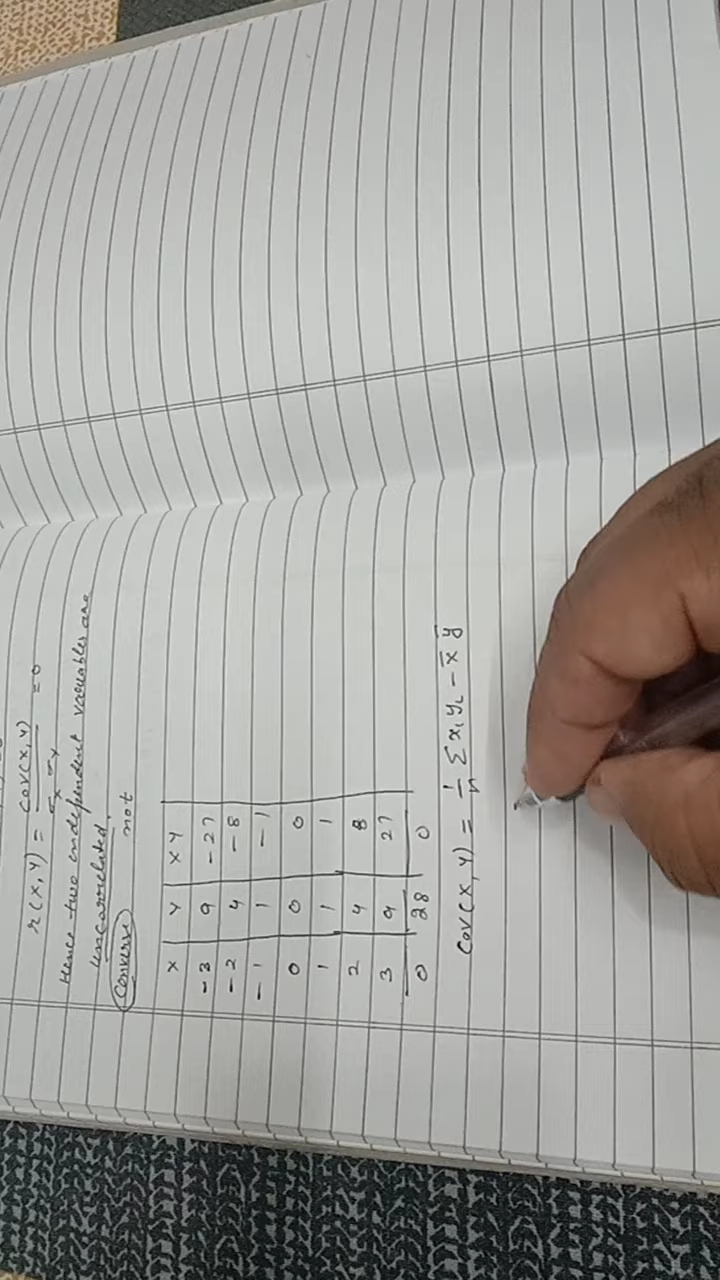 r(X, Y) = cov(X, Y) / σx σy = 0
Hence two independent variables are
uncorrelated.
Converse not
X Y XY
-3 9 -27
-2 4 -8
-1 1 -1
0 0 0
1 1 1
2 4 8
3 9 27
0 28 0
cov(X, Y) = 1/n Σ xi yi - x̄ ȳ